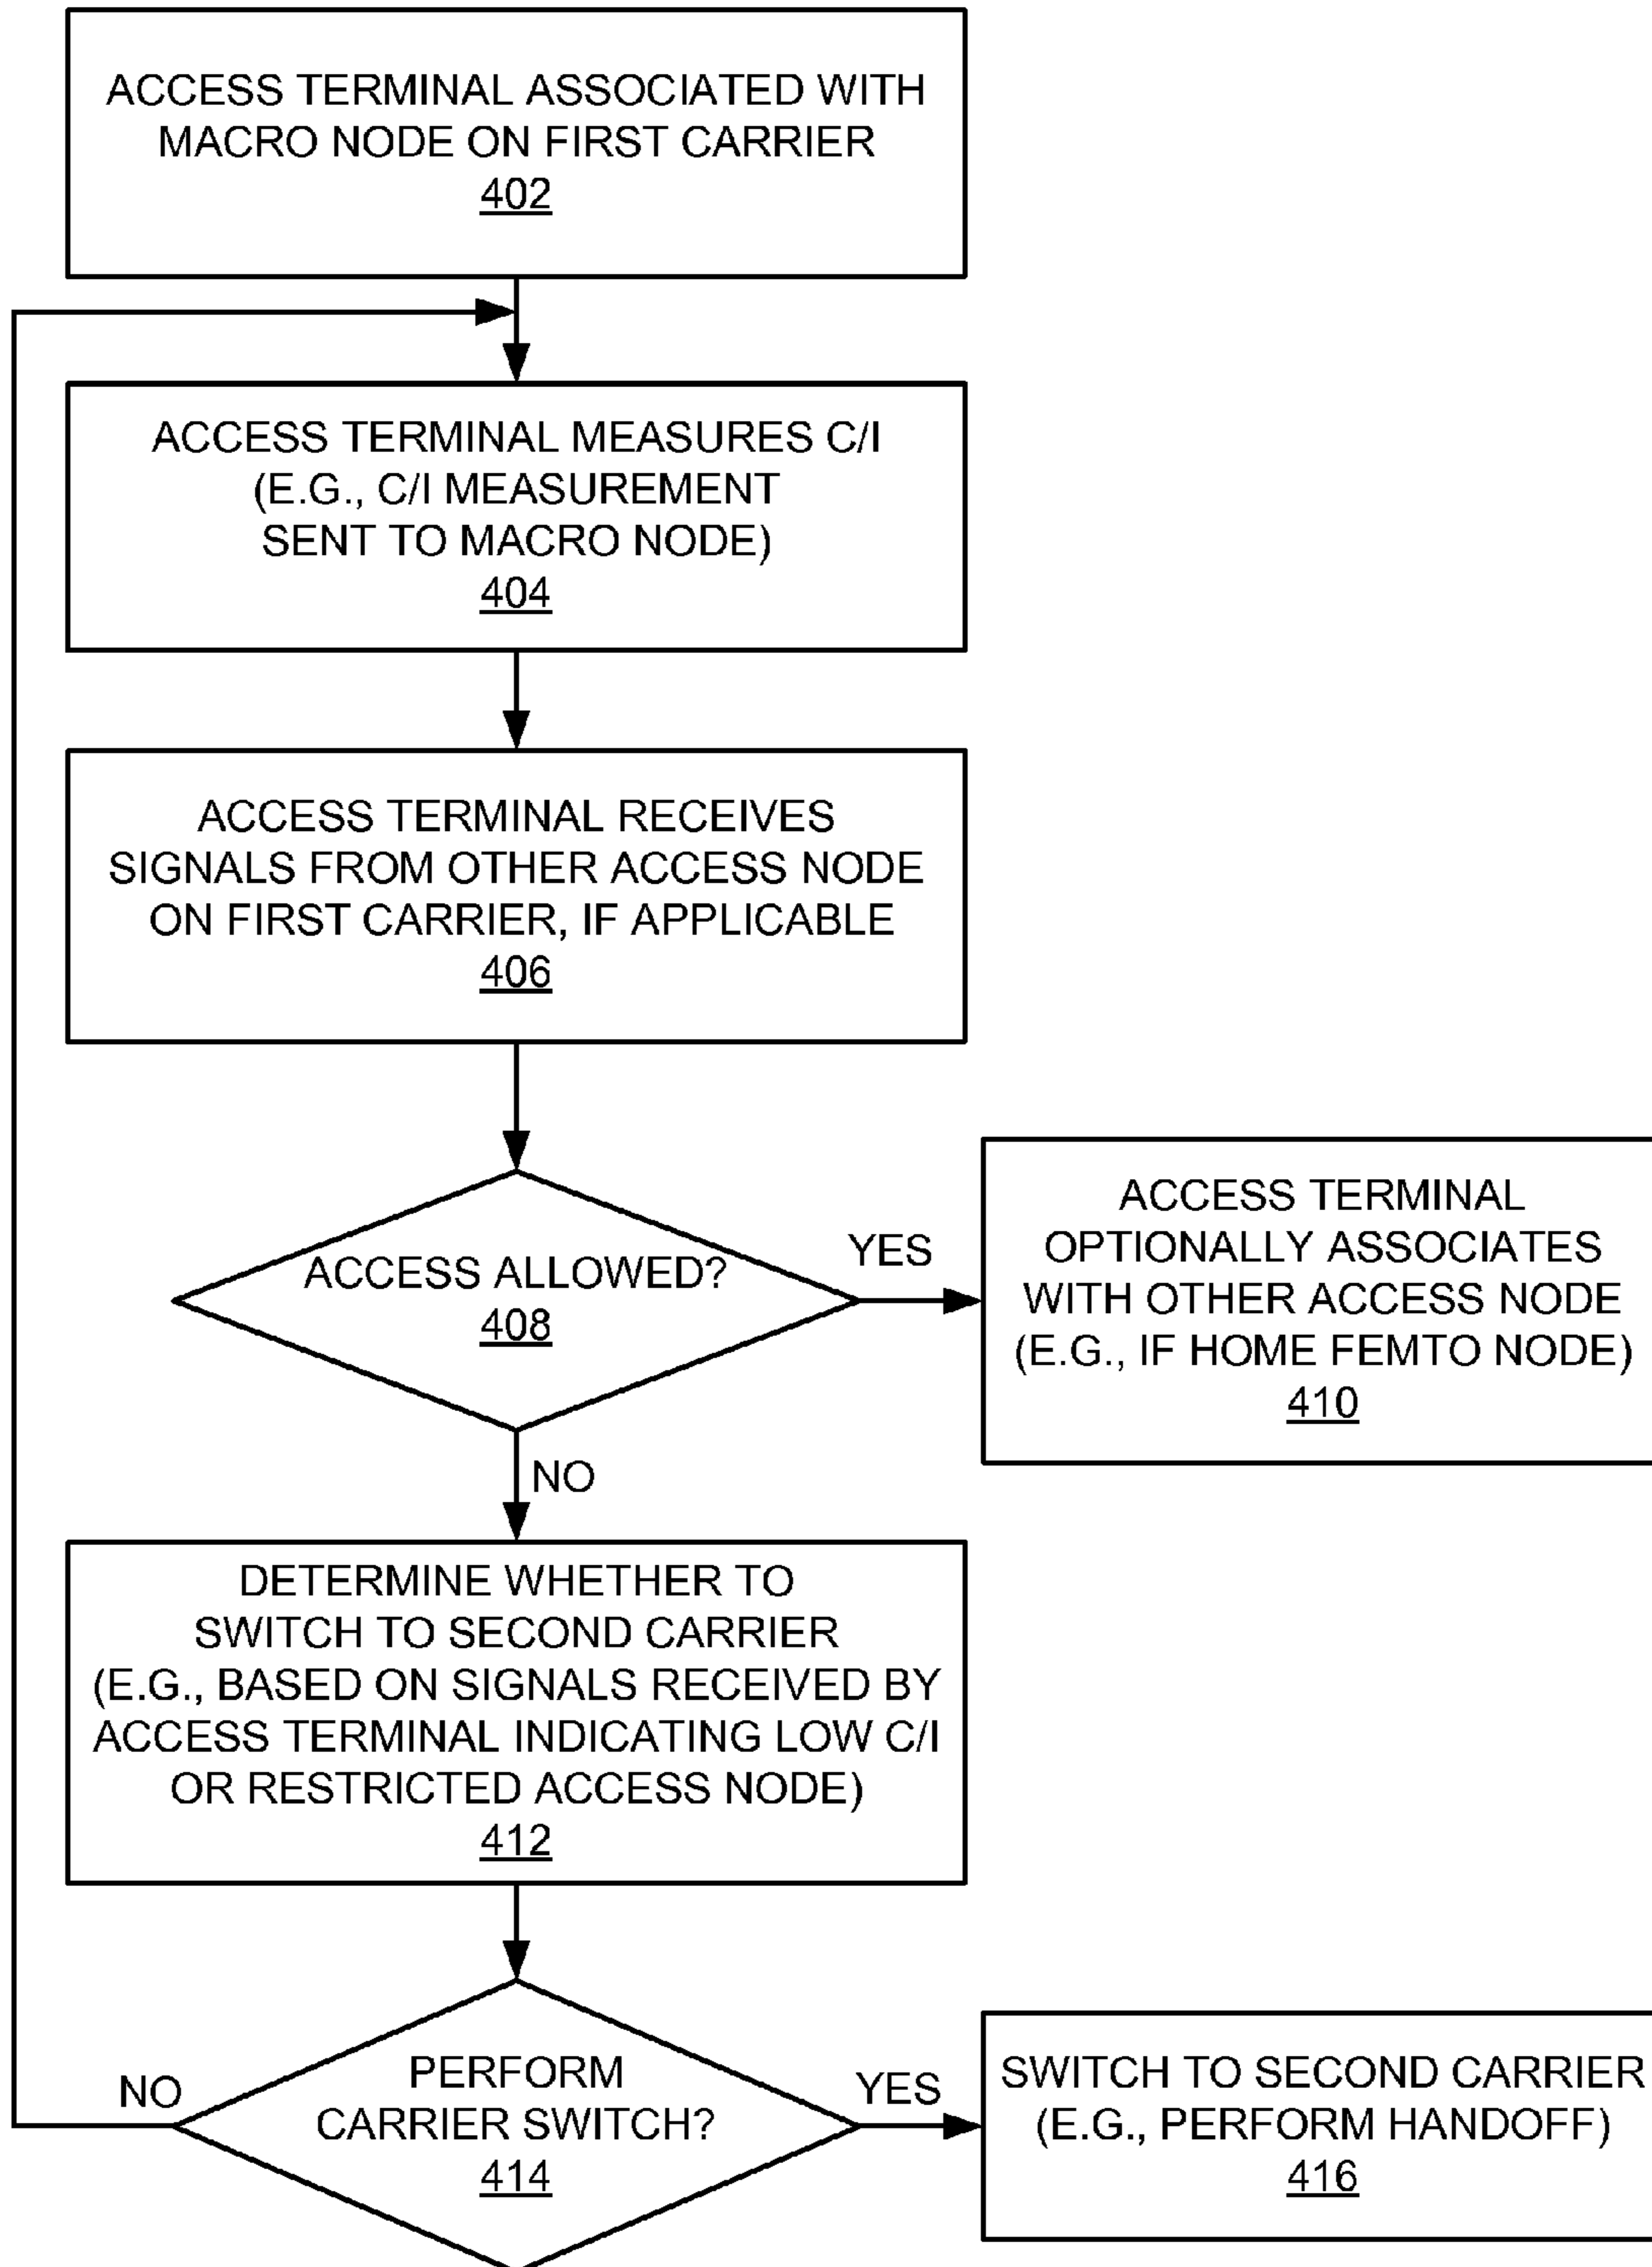 ACCESS TERMINAL ASSOCIATED WITH
MACRO NODE ON FIRST CARRIER
402
ACCESS TERMINAL MEASURES C/I
(E.G., C/I MEASUREMENT
SENT TO MACRO NODE)
404
ACCESS TERMINAL RECEIVES
SIGNALS FROM OTHER ACCESS NODE
ON FIRST CARRIER, IF APPLICABLE
406
ACCESS ALLOWED?
408
YES
ACCESS TERMINAL
OPTIONALLY ASSOCIATES
WITH OTHER ACCESS NODE
(E.G., IF HOME FEMTO NODE)
410
NO
DETERMINE WHETHER TO
SWITCH TO SECOND CARRIER
(E.G., BASED ON SIGNALS RECEIVED BY
ACCESS TERMINAL INDICATING LOW C/I
OR RESTRICTED ACCESS NODE)
412
NO
PERFORM
CARRIER SWITCH?
414
YES
SWITCH TO SECOND CARRIER
(E.G., PERFORM HANDOFF)
416